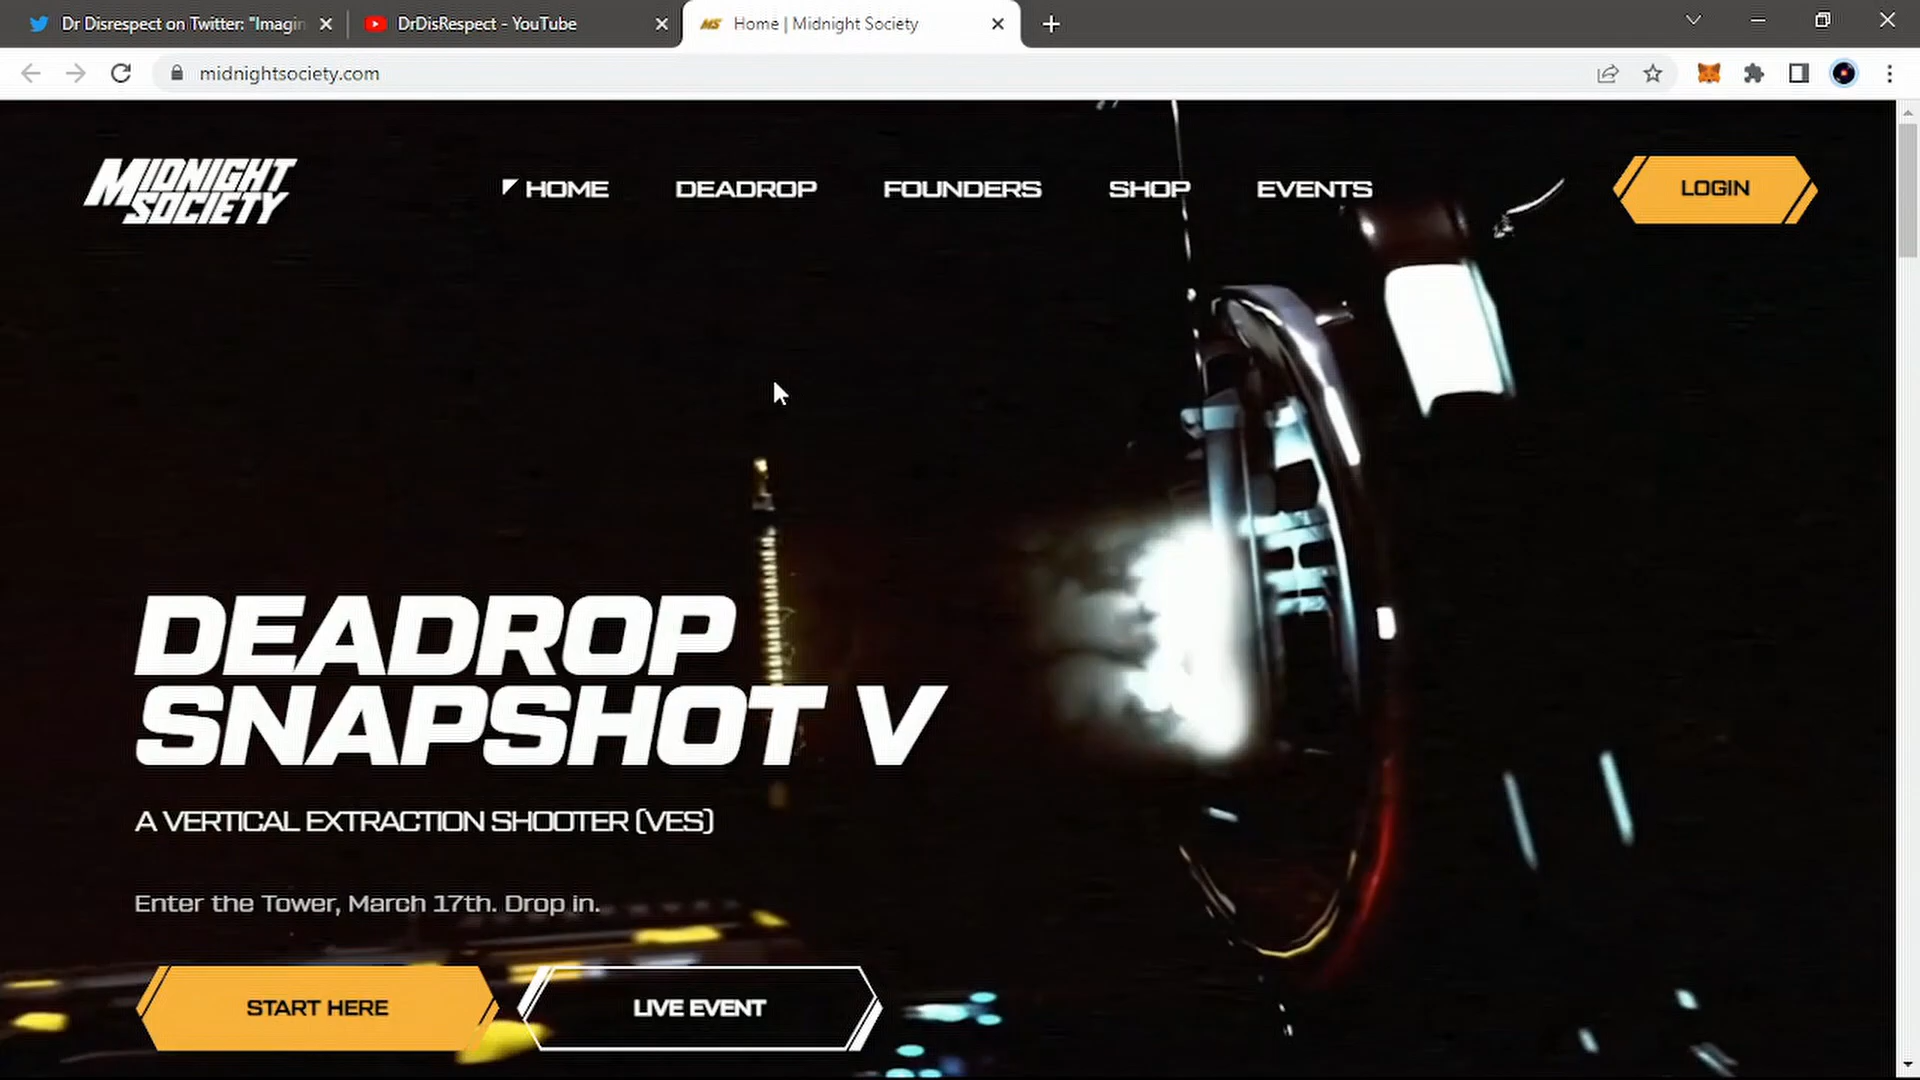 Dr Disrespect on Twitter: "Imagin
DrDisRespect - YouTube
MS Home | Midnight Society
midnightsociety.com
MIDNIGHT
SOCIETY
HOME
DEADROP
FOUNDERS
SHOP
EVENTS
LOGIN
DEADROP
SNAPSHOT V
A VERTICAL EXTRACTION SHOOTER (VES)
Enter the Tower, March 17th. Drop in.
START HERE
LIVE EVENT